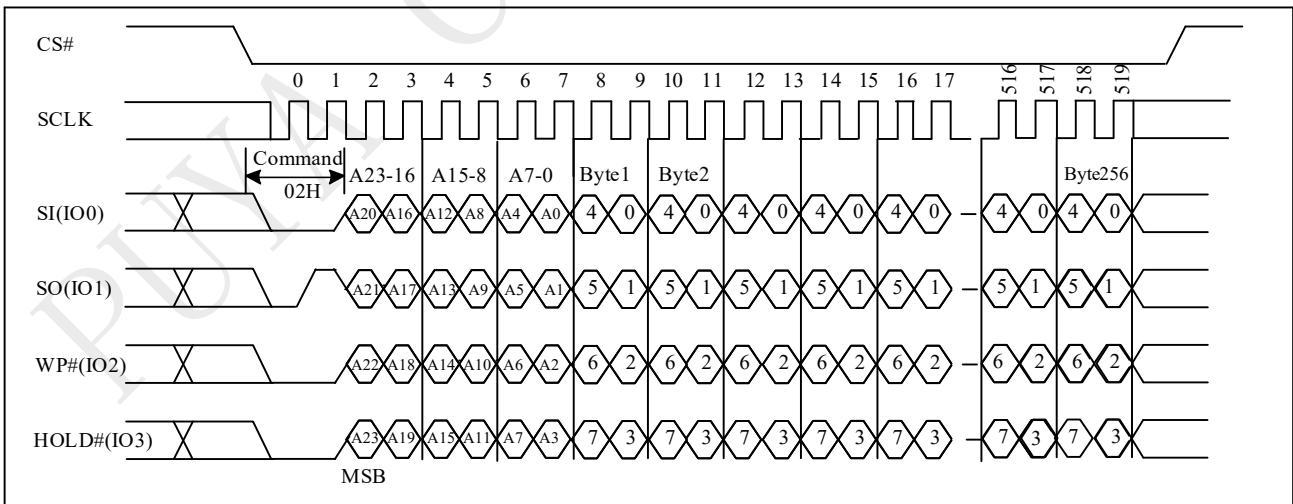 PUYA C
CS#
0 1 2 3 4 5 6 7 8 9 10 11 12 13 14 15 16 17 516 517 518 519
SCLK
Command
02H
A23-16 A15-8 A7-0 Byte1 Byte2 Byte256
SI(IO0) A20 A16 A12 A8 A4 A0 4 0 4 0 4 0 4 0 4 0 4 0 4 0
SO(IO1) A21 A17 A13 A9 A5 A1 5 1 5 1 5 1 5 1 5 1 5 1 5 1
WP#(IO2) A22 A18 A14 A10 A6 A2 6 2 6 2 6 2 6 2 6 2 6 2 6 2
HOLD#(IO3) A23 A19 A15 A11 A7 A3 7 3 7 3 7 3 7 3 7 3 7 3 7 3
MSB